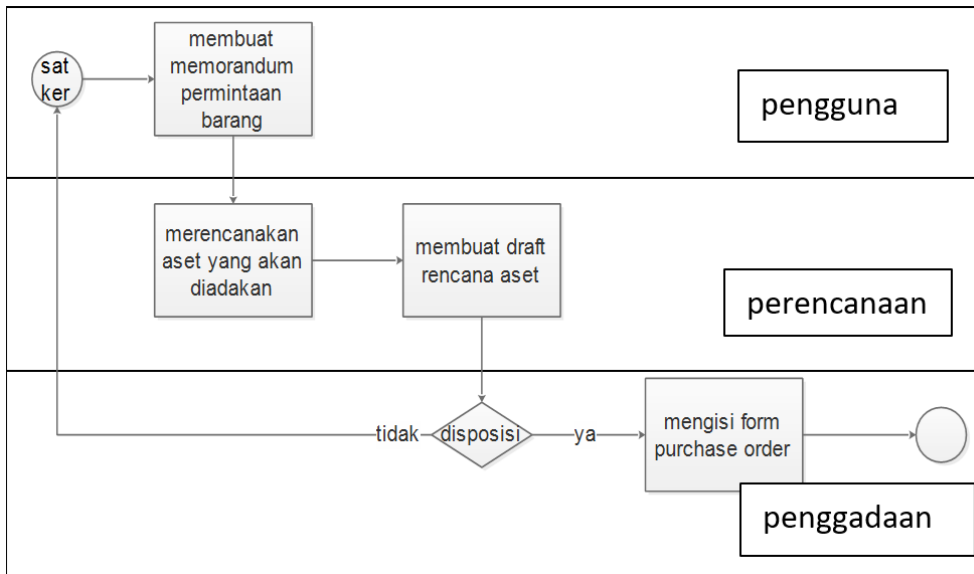 sat
ker
membuat
memorandum
permintaan
barang
pengguna
merencanakan
aset yang akan
diadakan
membuat draft
rencana aset
perencanaan
tidak
disposisi
ya
mengisi form
purchase order
penggadaan